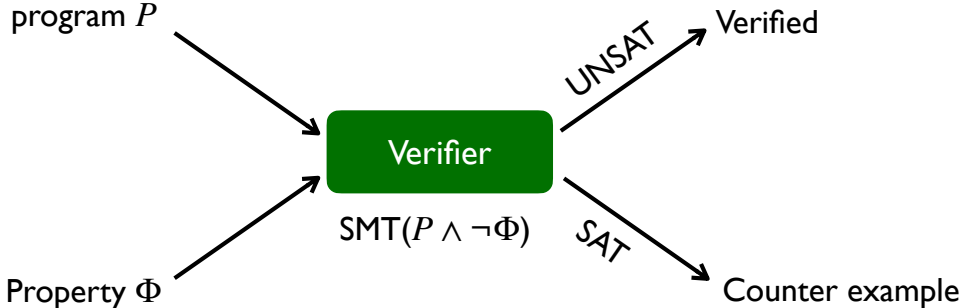 program P
UNSAT
Verified
Verifier
SMT(P ∧ ¬Φ)
SAT
Property Φ
Counter example